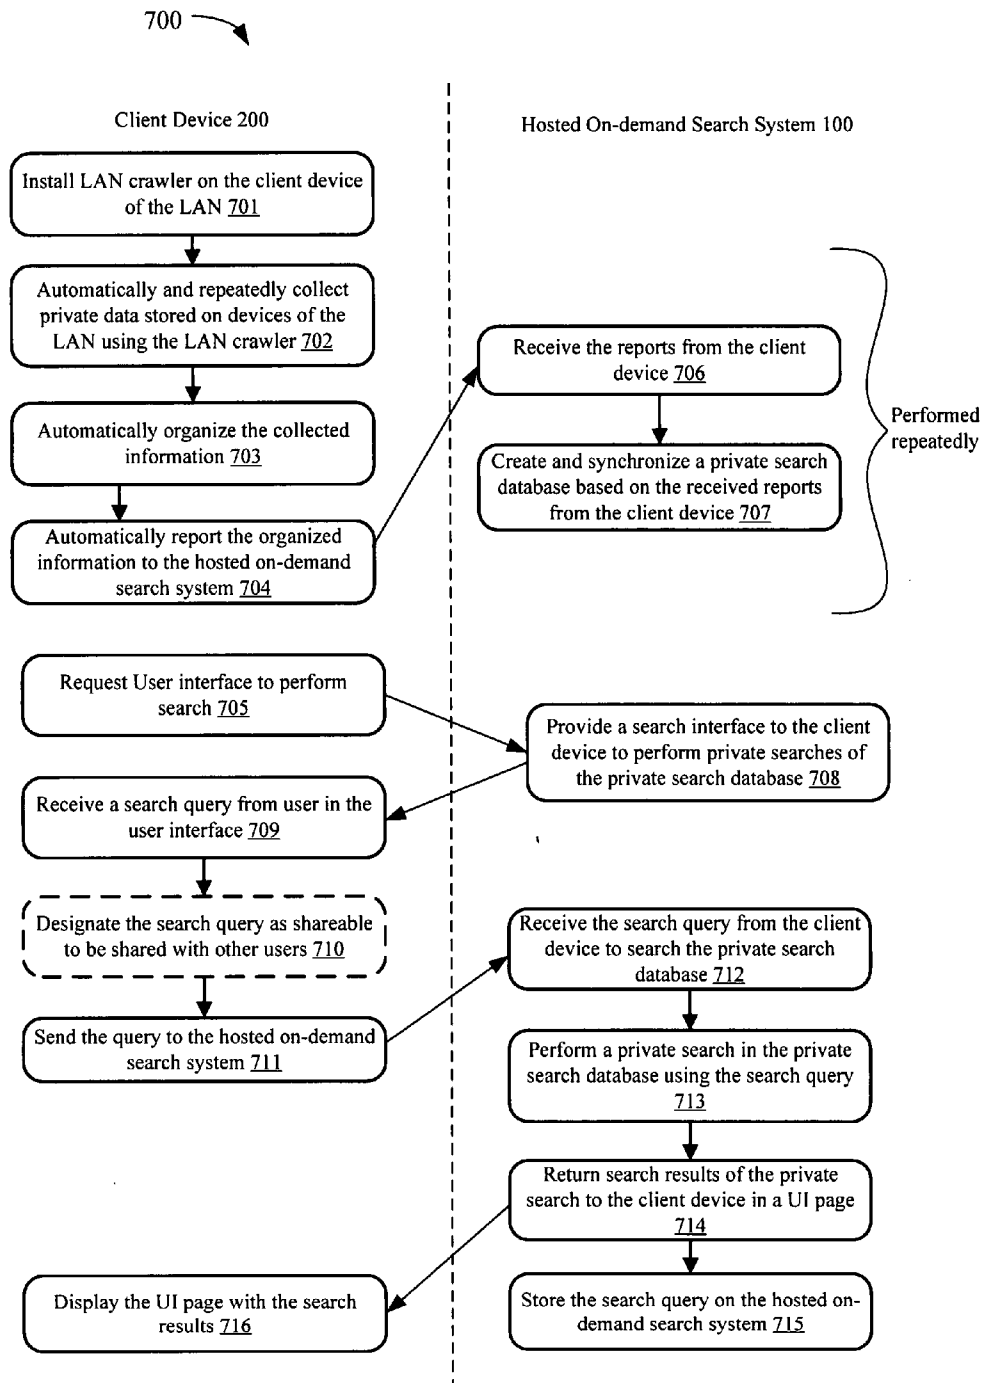 700
Client Device 200
Hosted On-demand Search System 100
Install LAN crawler on the client device
of the LAN 701
Automatically and repeatedly collect
private data stored on devices of the
LAN using the LAN crawler 702
Automatically organize the collected
information 703
Automatically report the organized
information to the hosted on-demand
search system 704
Receive the reports from the client
device 706
Create and synchronize a private search
database based on the received reports
from the client device 707
Performed
repeatedly
Request User interface to perform
search 705
Provide a search interface to the client
device to perform private searches of
the private search database 708
Receive a search query from user in the
user interface 709
Designate the search query as shareable
to be shared with other users 710
Send the query to the hosted on-demand
search system 711
Receive the search query from the client
device to search the private search
database 712
Perform a private search in the private
search database using the search query
713
Return search results of the private
search to the client device in a UI page
714
Store the search query on the hosted on-
demand search system 715
Display the UI page with the search
results 716